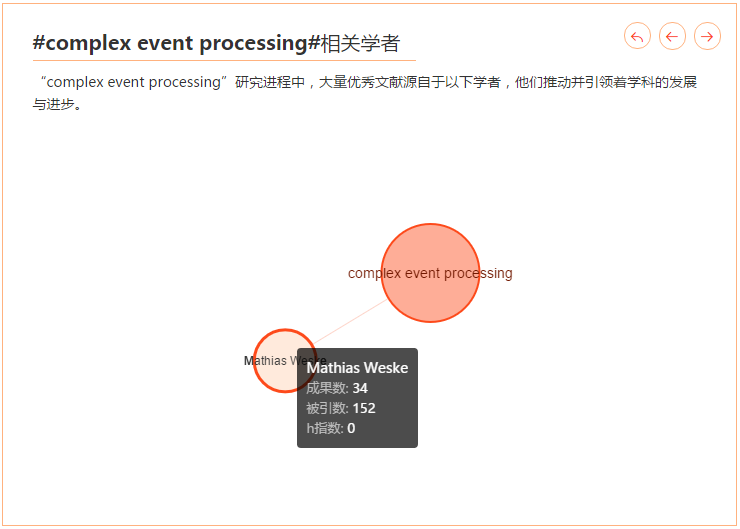 #complex event processing#相关学者
“complex event processing”研究进程中，大量优秀文献源自于以下学者，他们推动并引领着学科的发展
与进步。
complex event processing
Mathias Weske
Mathias Weske
成果数: 34
被引数: 152
h指数: 0